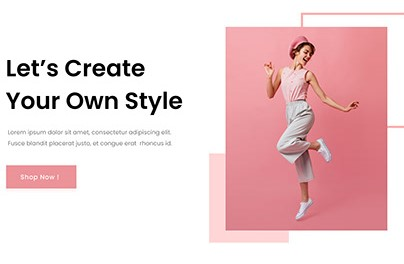 Let's Create
Your Own Style
Lorem ipsum dolor sit amet, consectetur adipiscing elit.
Fusce blandit placerat justo, et congue erat rhoncus id.
Shop Now !